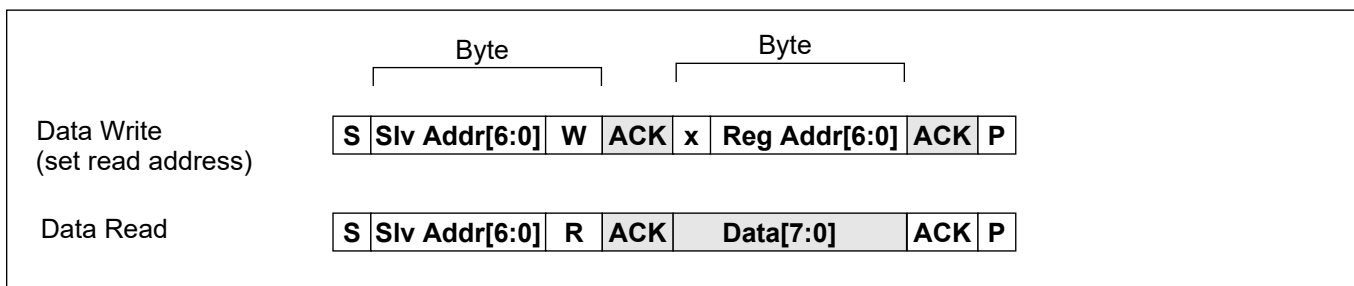 Byte Byte
Data Write
(set read address)
S Slv Addr[6:0] W ACK x Reg Addr[6:0] ACK P
Data Read
S Slv Addr[6:0] R ACK Data[7:0] ACK P